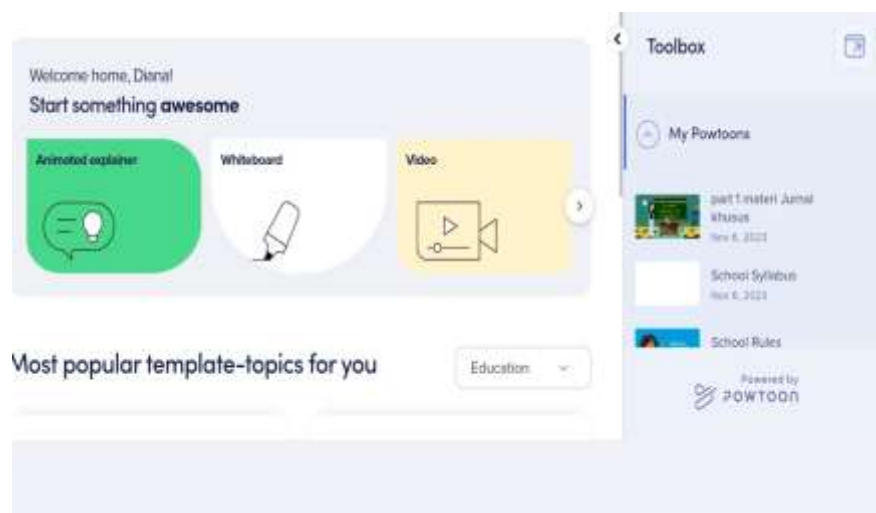 Welcome home, Diana!
Start something awesome
Animated explainer
Whiteboard
Video
Most popular template-topics for you
Education
Toolbox
My Powtoons
part 1 materi Jurnal
khusus
Nov 6, 2023
School Syllabus
Nov 6, 2023
School Rules
Powered by
POWTOON